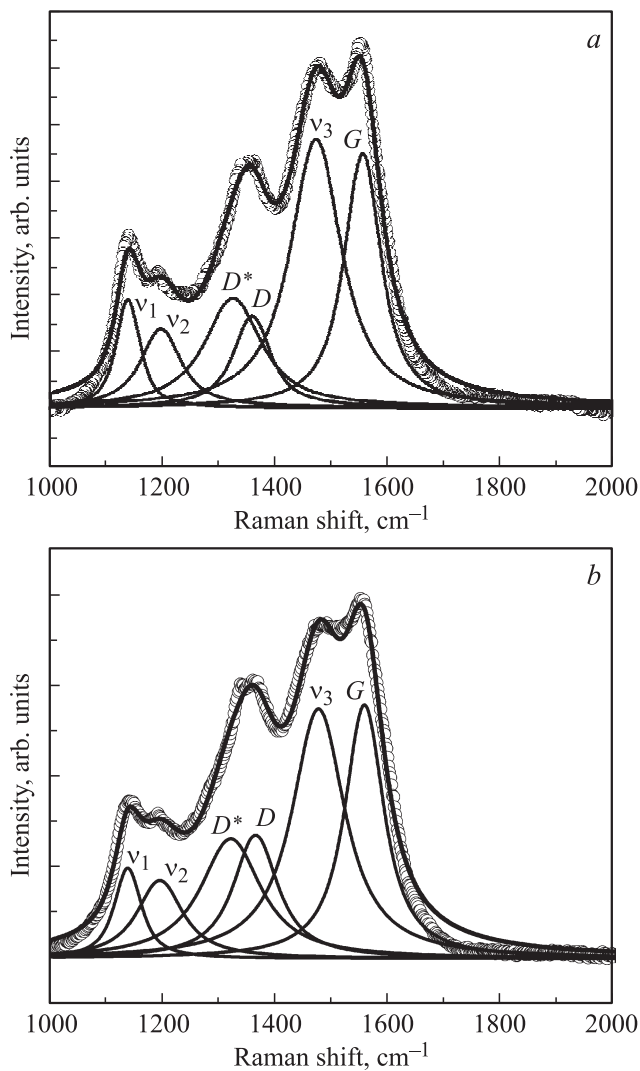 a
Intensity, arb. units
ν1
ν2
D*
D
ν3
G
1000 1200 1400 1600 1800 2000
Raman shift, cm–1
b
Intensity, arb. units
ν1
ν2
D*
D
ν3
G
1000 1200 1400 1600 1800 2000
Raman shift, cm–1